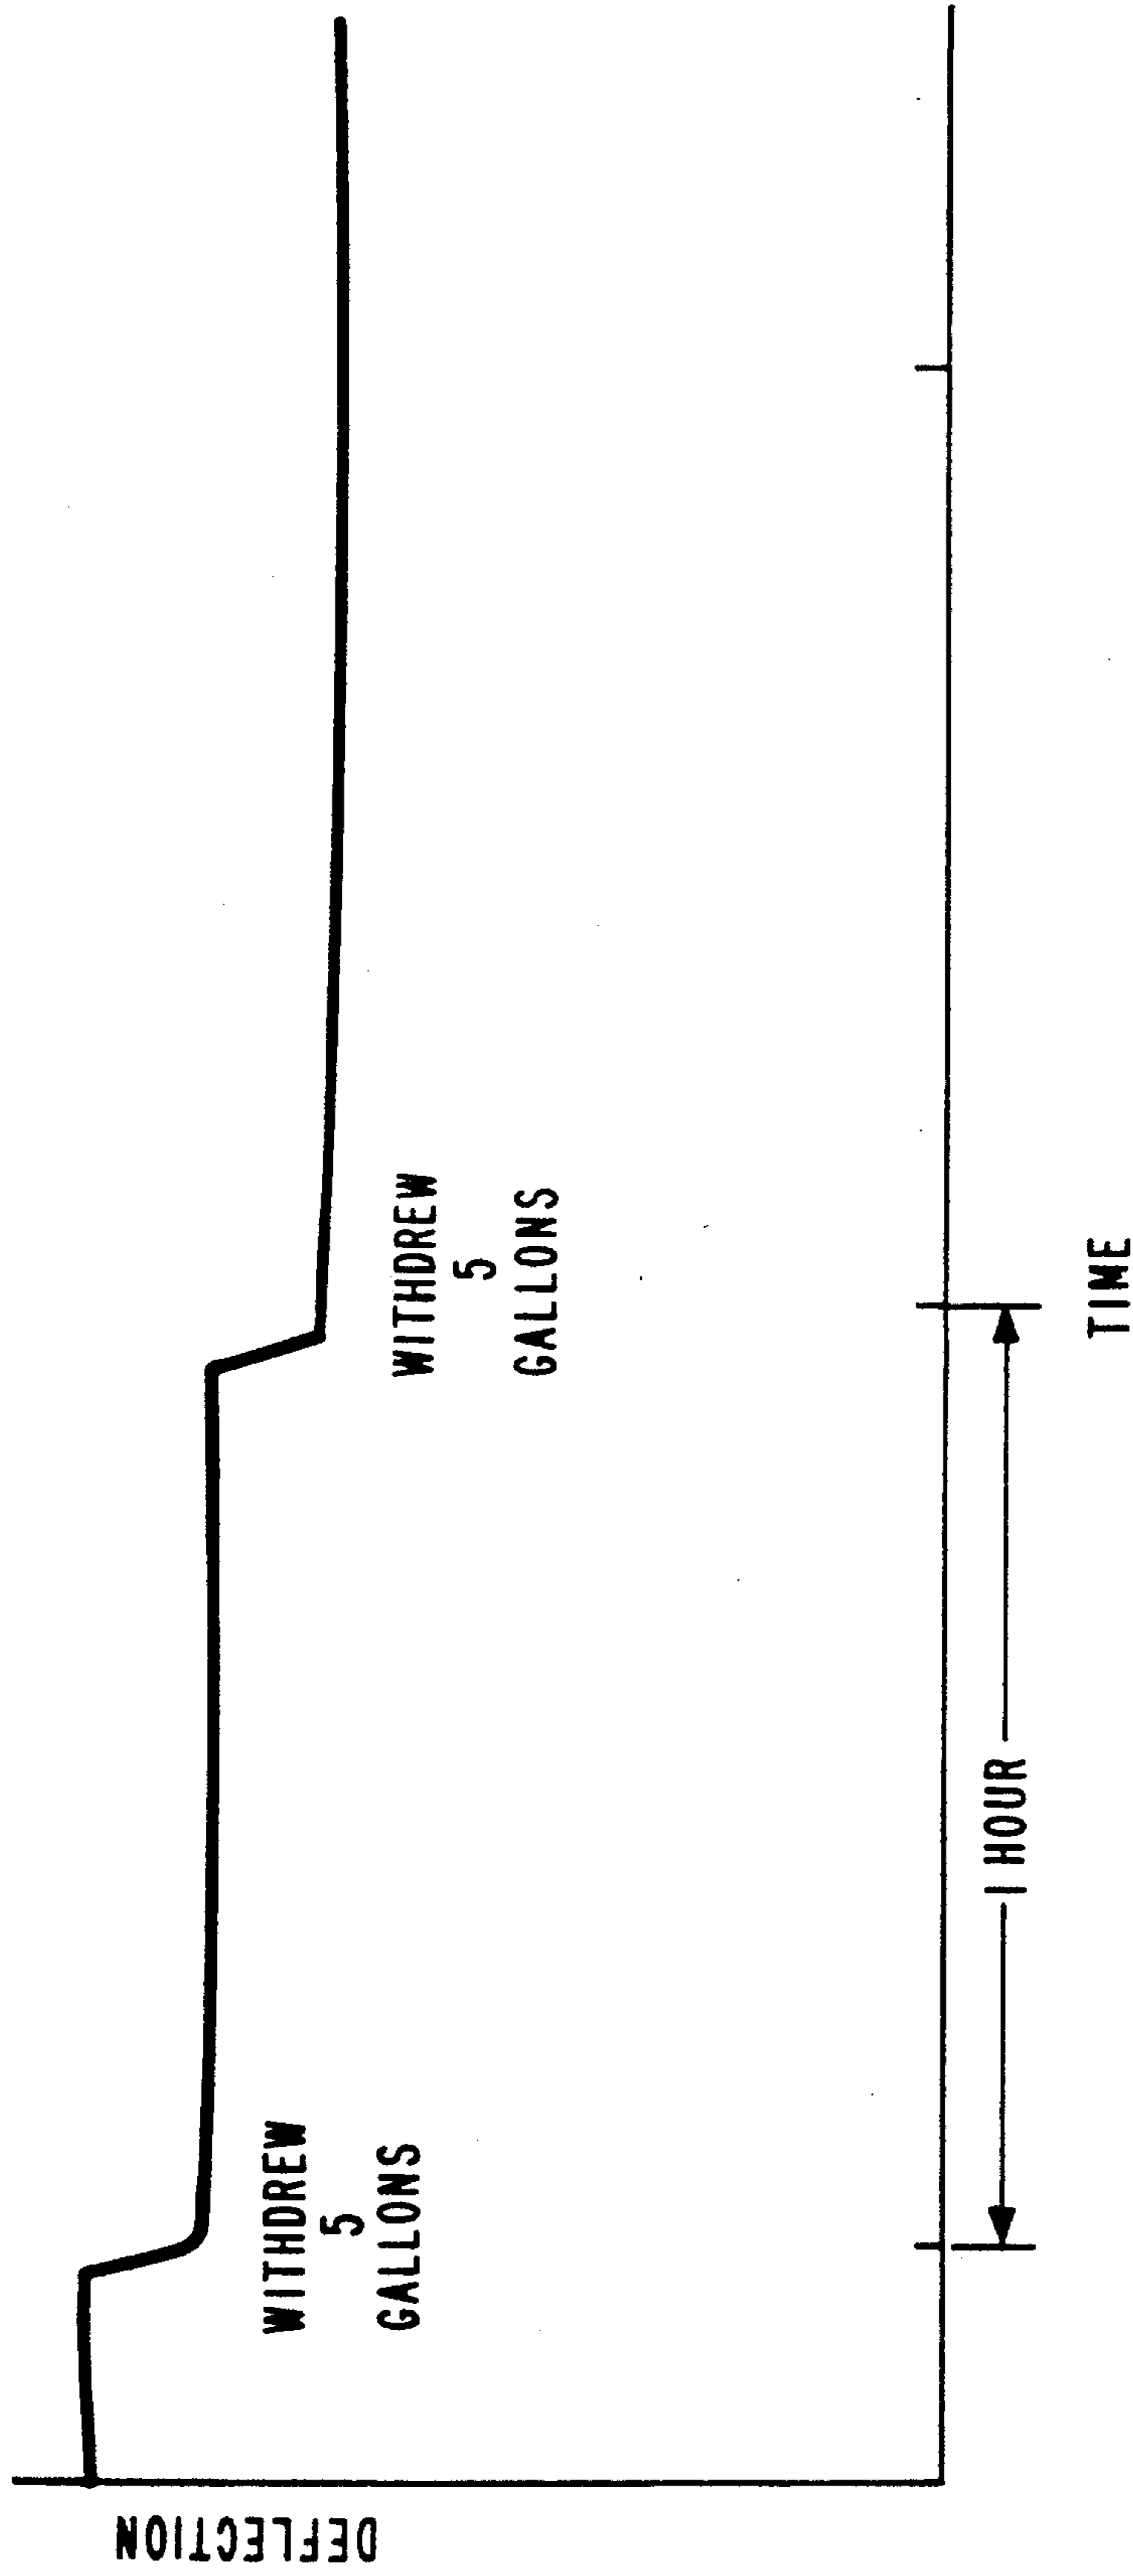 DEFLECTION
WITHDREW
5
GALLONS
WITHDREW
5
GALLONS
1 HOUR
TIME